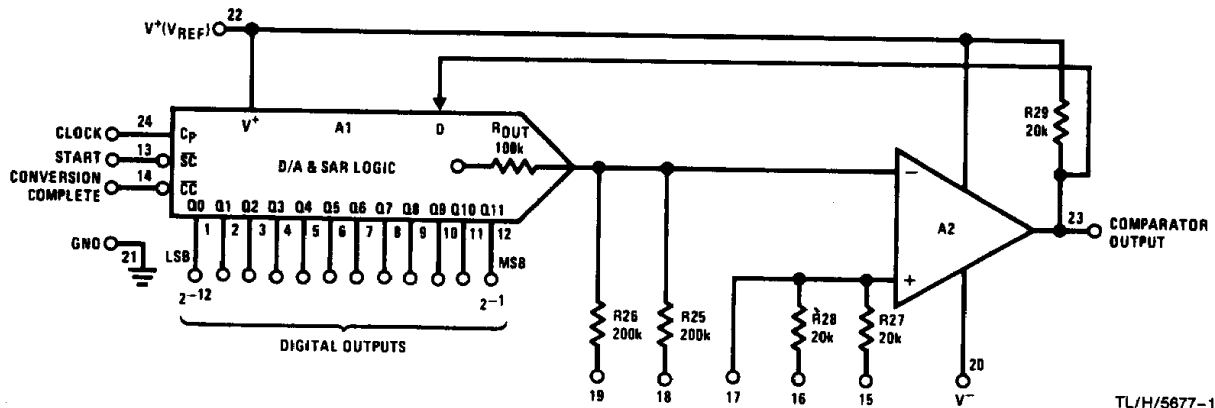 22
V+(VREF)
V+ A1 D
ROUT
100k
R29
20k
CLOCK 24 CP
START 13 SC
CONVERSION
COMPLETE 14 CC
D/A & SAR LOGIC
Q0 Q1 Q2 Q3 Q4 Q5 Q6 Q7 Q8 Q9 Q10 Q11
1 2 3 4 5 6 7 8 9 10 11 12
GND 21
LSB MSB
2-12 2-1
DIGITAL OUTPUTS
−
A2
+
23 COMPARATOR
OUTPUT
R26
200k
R25
200k
R28
20k
R27
20k
20
19 18 17 16 15 V−
TL/H/5677-1